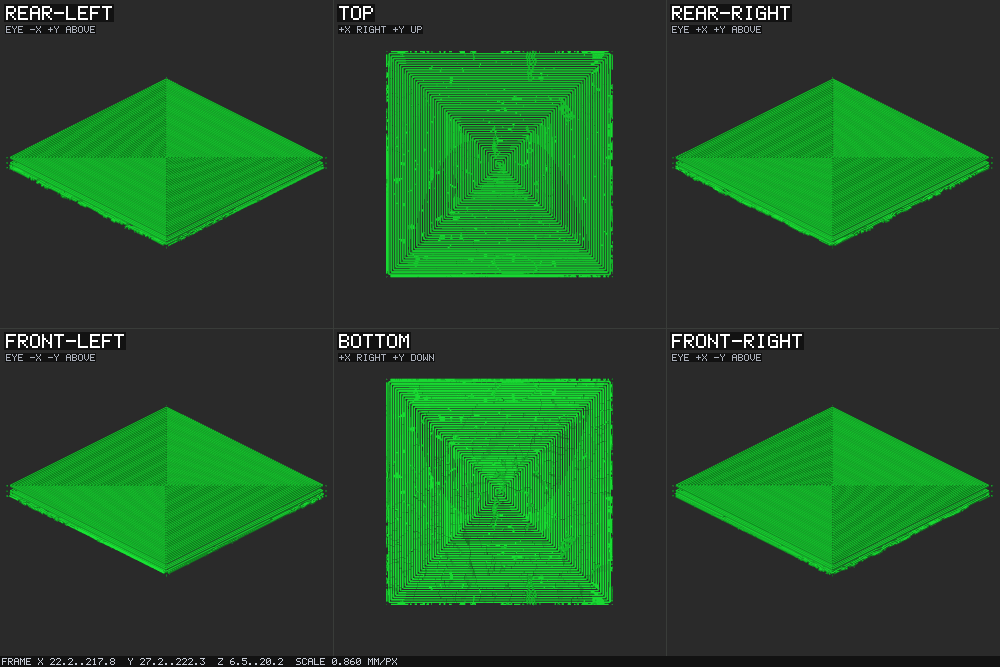 REAR-LEFT
EYE -X +Y ABOVE
TOP
+X RIGHT +Y UP
REAR-RIGHT
EYE +X +Y ABOVE
FRONT-LEFT
EYE -X -Y ABOVE
BOTTOM
+X RIGHT +Y DOWN
FRONT-RIGHT
EYE +X -Y ABOVE
FRAME X 22.2..217.8 Y 27.2..222.3 Z 6.5..20.2 SCALE 0.860 MM/PX